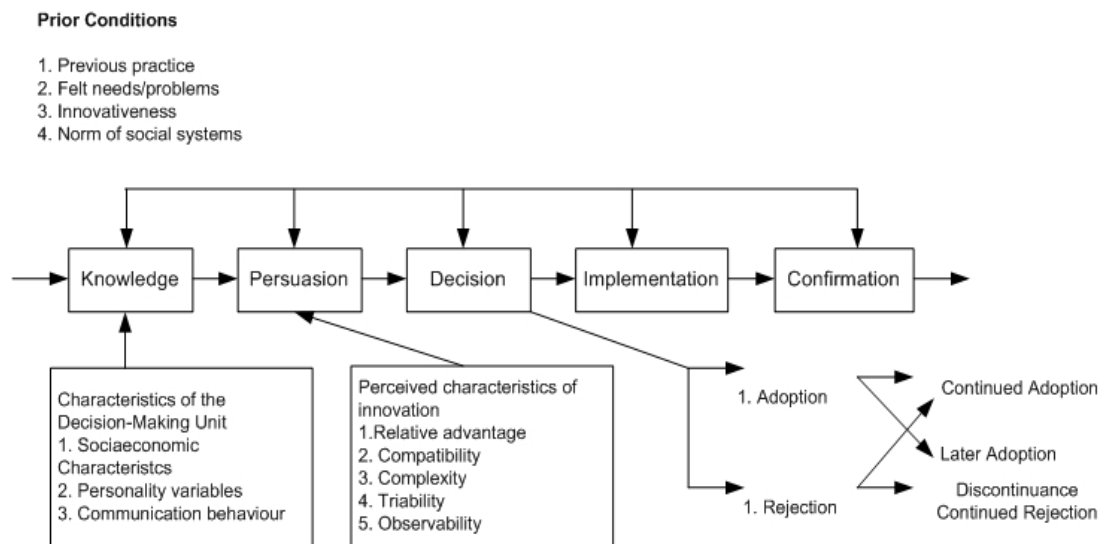 Prior Conditions
1. Previous practice
2. Felt needs/problems
3. Innovativeness
4. Norm of social systems
Knowledge
Persuasion
Decision
Implementation
Confirmation
Characteristics of the
Decision-Making Unit
1. Sociaeconomic
Characteristcs
2. Personality variables
3. Communication behaviour
Perceived characteristics of
innovation
1.Relative advantage
2. Compatibility
3. Complexity
4. Triability
5. Observability
1. Adoption
1. Rejection
Continued Adoption
Later Adoption
Discontinuance
Continued Rejection